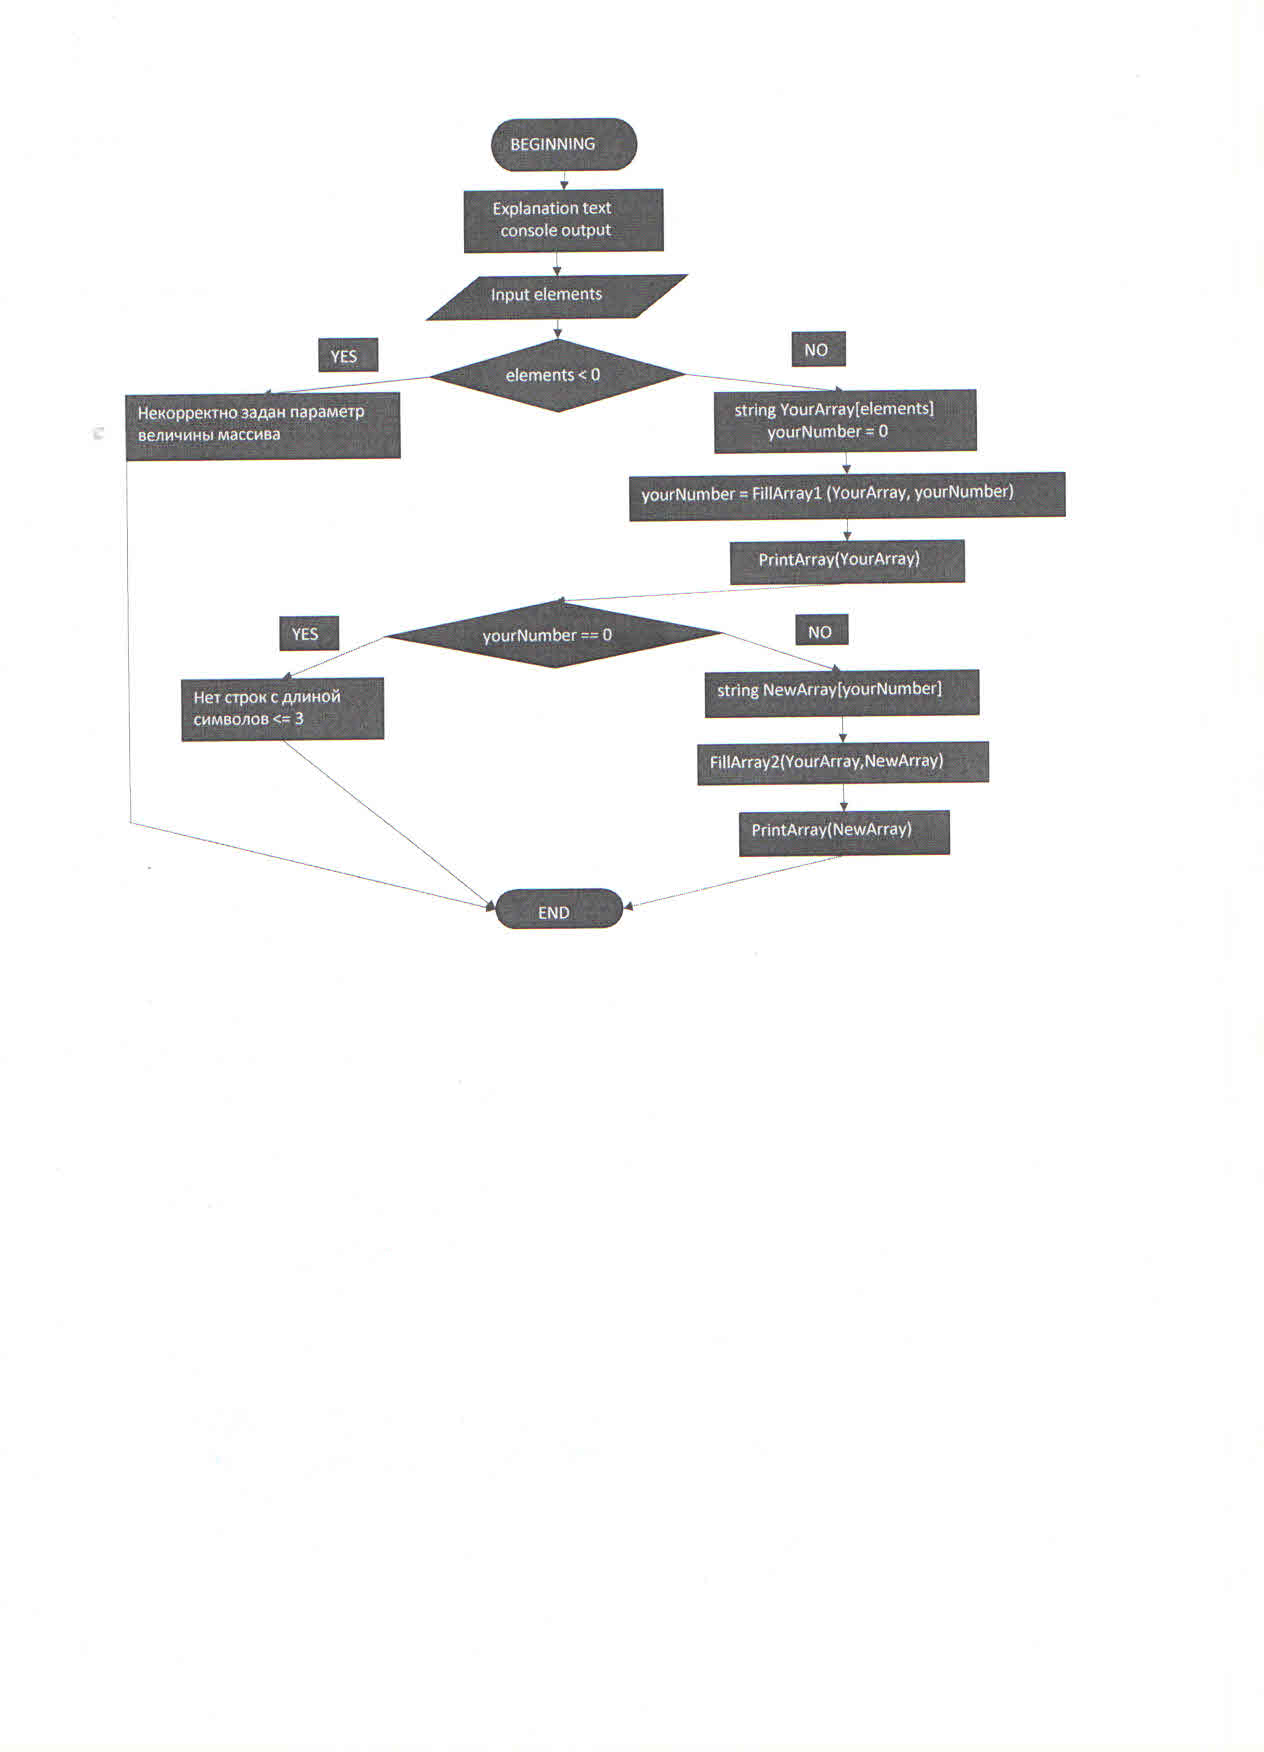 BEGINNING
Explanation text
console output
Input elements
YES
NO
elements < 0
Некорректно задан параметр
величины массива
string YourArray[elements]
yourNumber = 0
yourNumber = FillArray1 (YourArray, yourNumber)
PrintArray(YourArray)
YES
NO
yourNumber == 0
Нет строк с длиной
символов <= 3
string NewArray[yourNumber]
FillArray2(YourArray,NewArray)
PrintArray(NewArray)
END